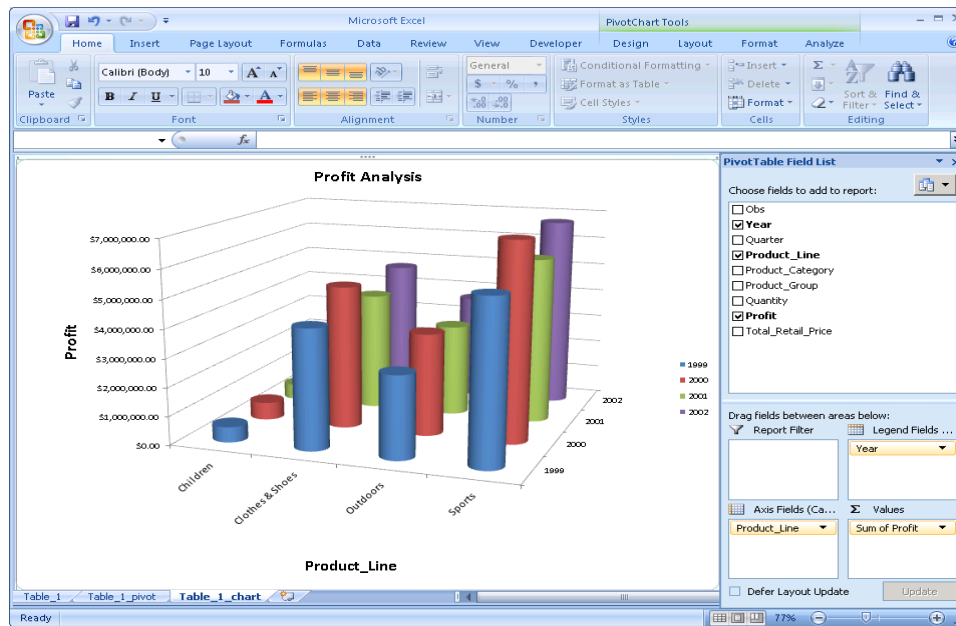 Microsoft Excel
PivotChart Tools
Home Insert Page Layout Formulas Data Review View Developer Design Layout Format Analyze
Paste
Calibri (Body) 10 A A
B I U A
General
$ % ,
Conditional Formatting
Format as Table
Cell Styles
Insert
Delete
Format
Σ
Sort & Filter
Find & Select
Clipboard Font Alignment Number Styles Cells Editing
fx
Profit Analysis
Profit
$7,000,000.00
$6,000,000.00
$5,000,000.00
$4,000,000.00
$3,000,000.00
$2,000,000.00
$1,000,000.00
$0.00
Children
Clothes & Shoes
Outdoors
Sports
1999
2000
2001
2002
Product_Line
1999
2000
2001
2002
PivotTable Field List
Choose fields to add to report:
Obs
Year
Quarter
Product_Line
Product_Category
Product_Group
Quantity
Profit
Total_Retail_Price
Drag fields between areas below:
Report Filter
Legend Fields ...
Year
Axis Fields (Ca...
Σ Values
Product_Line
Sum of Profit
Defer Layout Update
Update
Table_1 Table_1_pivot Table_1_chart
Ready
77%